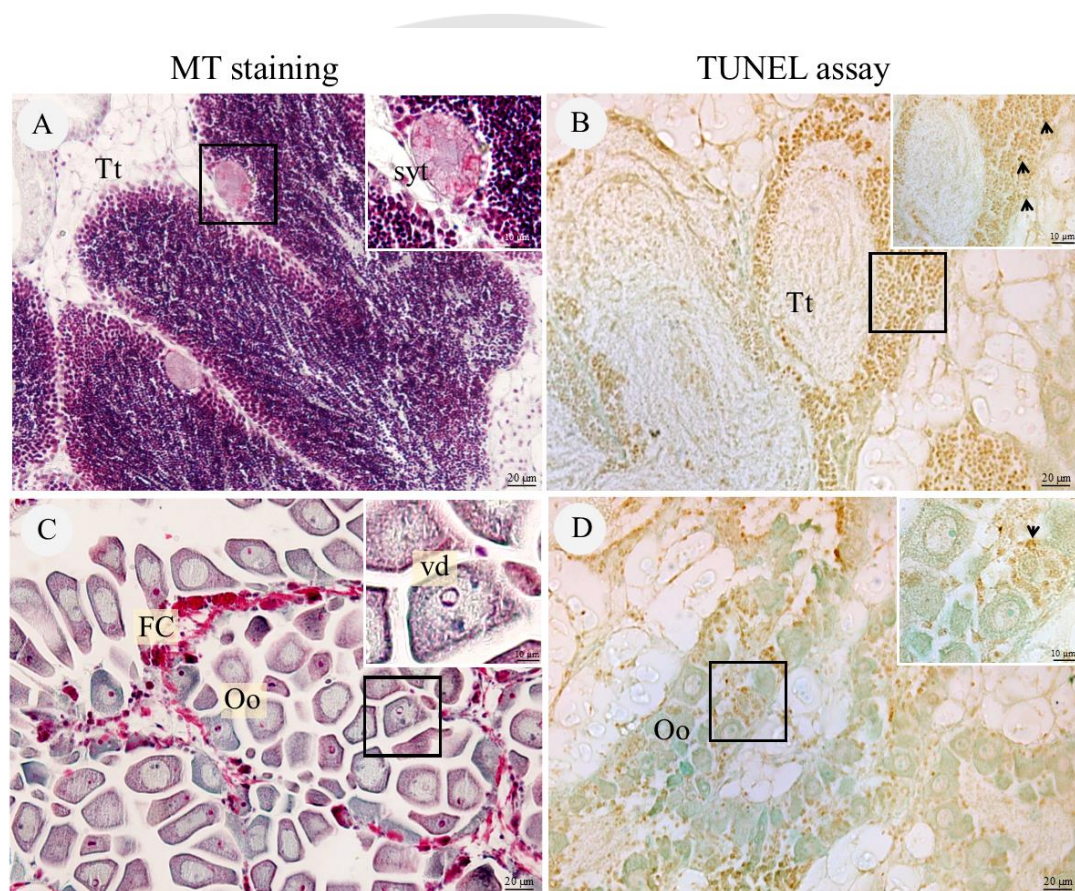 MT staining
TUNEL assay
A
Tt
syt
10 µm
20 µm
B
Tt
10 µm
20 µm
C
FC
Oo
vd
10 µm
20 µm
D
Oo
10 µm
20 µm